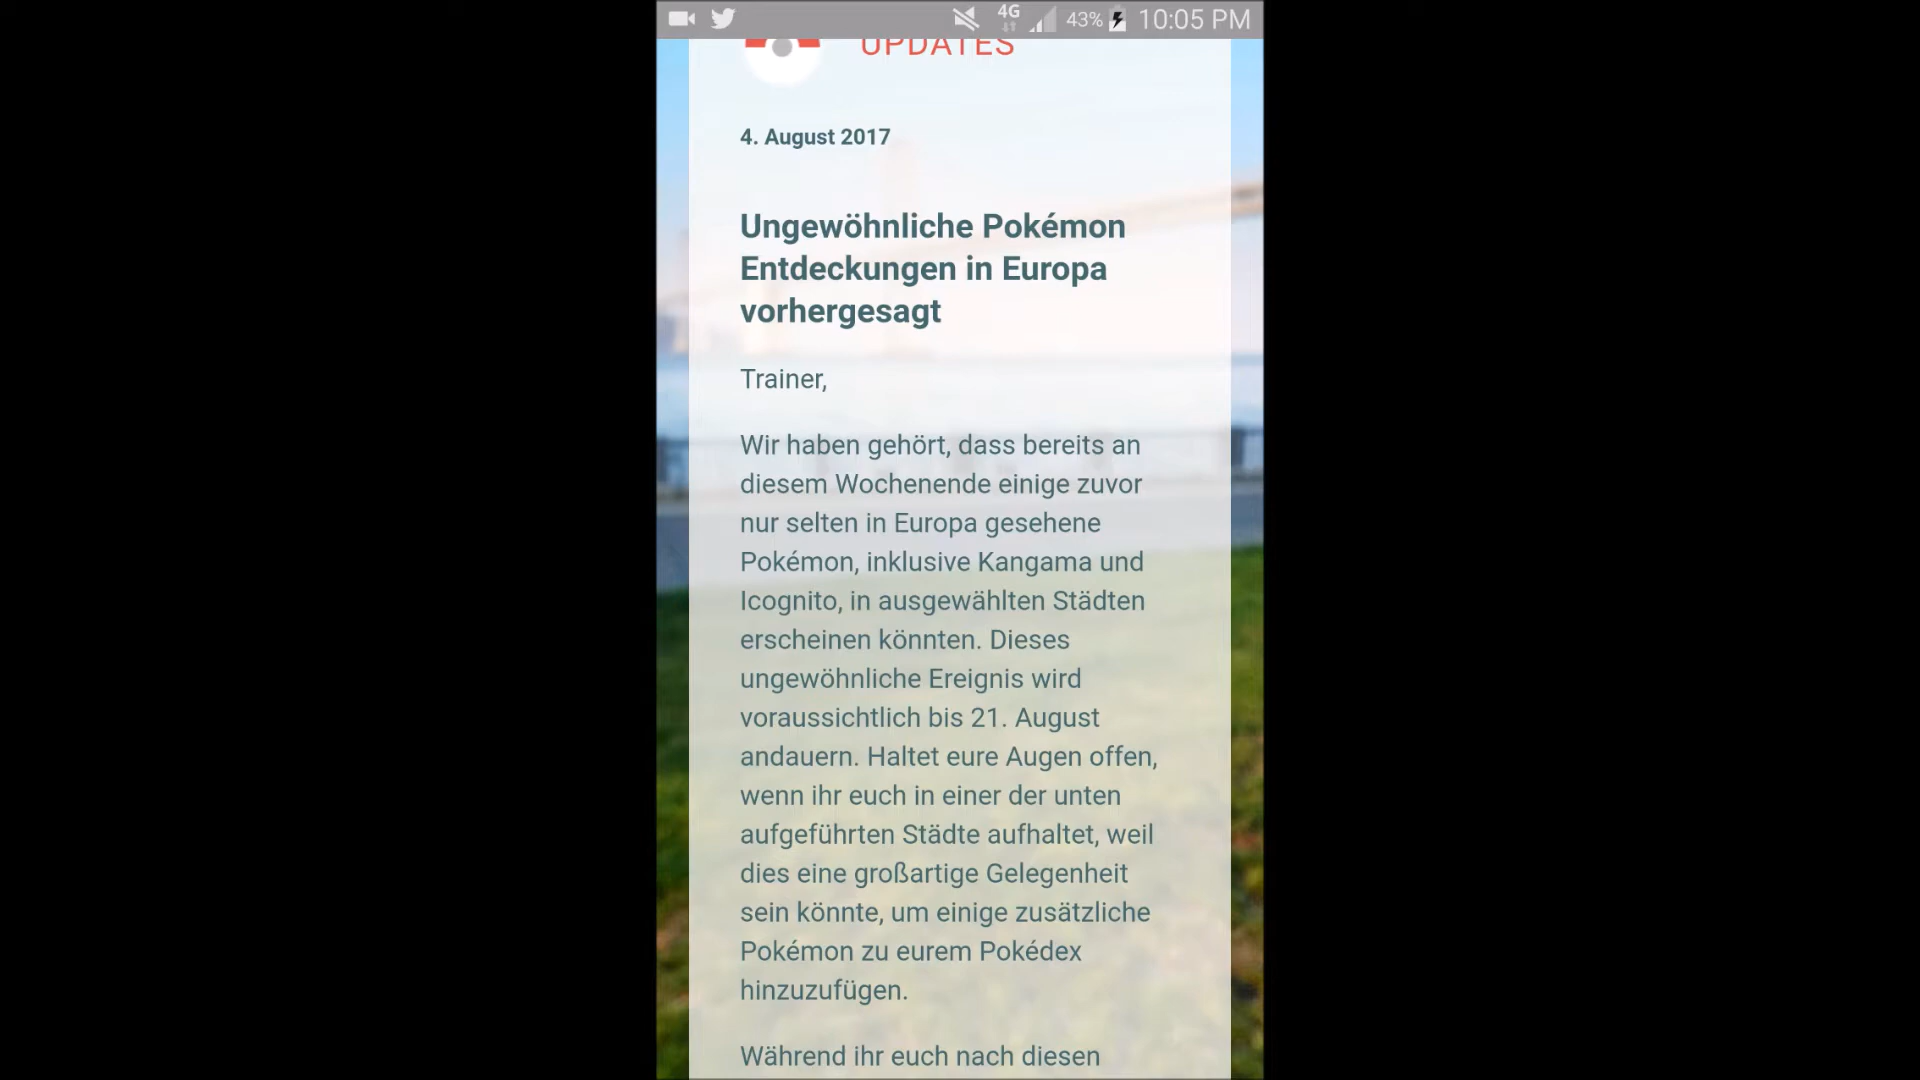 4G 43% 10:05 PM
UPDATES
4. August 2017
Ungewöhnliche Pokémon
Entdeckungen in Europa
vorhergesagt
Trainer,
Wir haben gehört, dass bereits an
diesem Wochenende einige zuvor
nur selten in Europa gesehene
Pokémon, inklusive Kangama und
Icognito, in ausgewählten Städten
erscheinen könnten. Dieses
ungewöhnliche Ereignis wird
voraussichtlich bis 21. August
andauern. Haltet eure Augen offen,
wenn ihr euch in einer der unten
aufgeführten Städte aufhaltet, weil
dies eine großartige Gelegenheit
sein könnte, um einige zusätzliche
Pokémon zu eurem Pokédex
hinzuzufügen.
Während ihr euch nach diesen